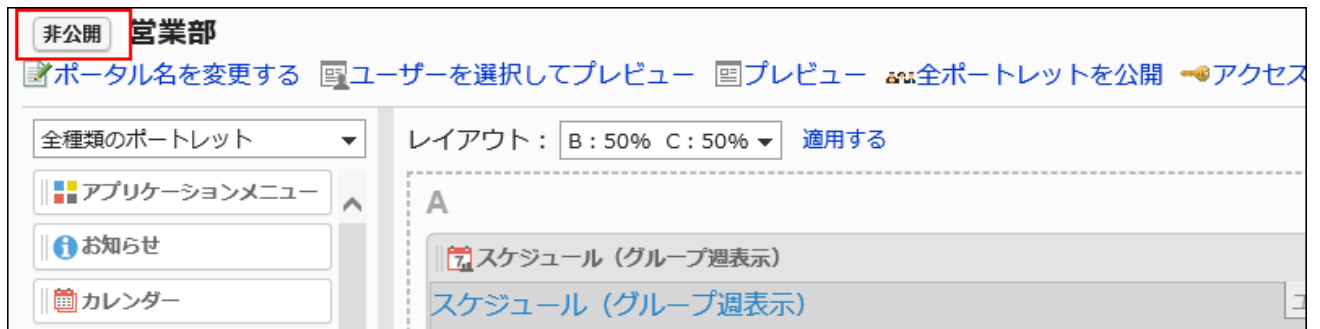 非公開 営業部
ポータル名を変更する ユーザーを選択してプレビュー プレビュー 全ポートレットを公開 アクセス
全種類のポートレット
レイアウト： B : 50% C : 50% 適用する
アプリケーションメニュー
お知らせ
カレンダー
A
スケジュール（グループ週表示）
スケジュール（グループ週表示）